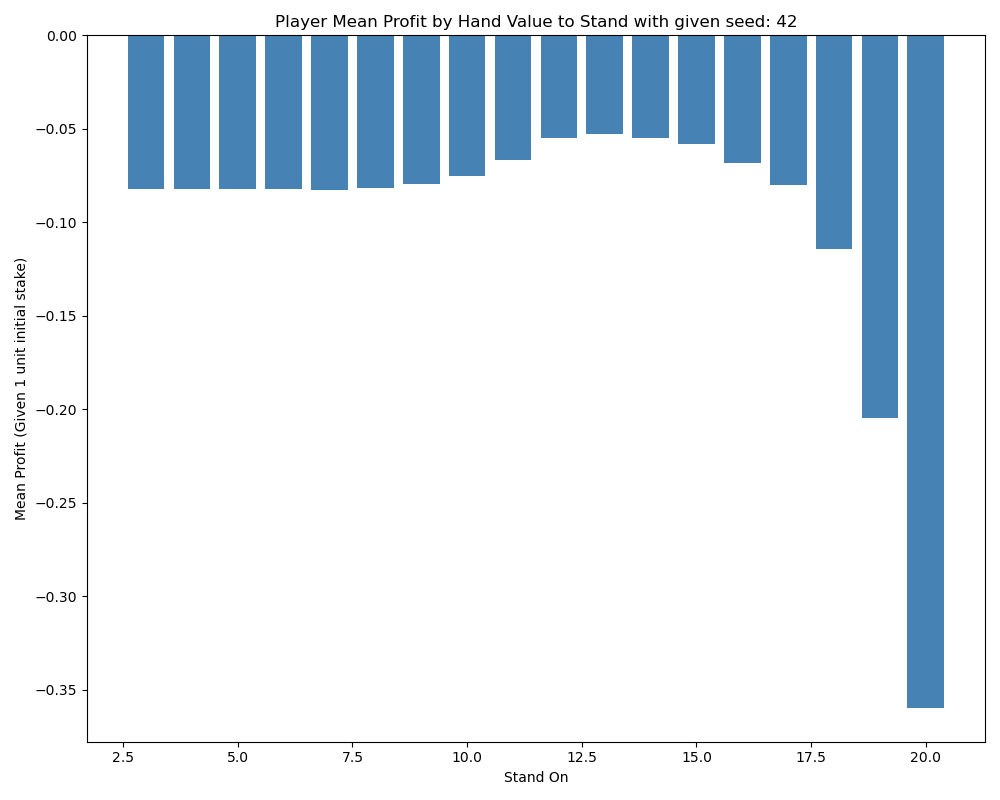 Player Mean Profit by Hand Value to Stand with given seed: 42
Mean Profit (Given 1 unit initial stake)
0.00
−0.05
−0.10
−0.15
−0.20
−0.25
−0.30
−0.35
2.5 5.0 7.5 10.0 12.5 15.0 17.5 20.0
Stand On